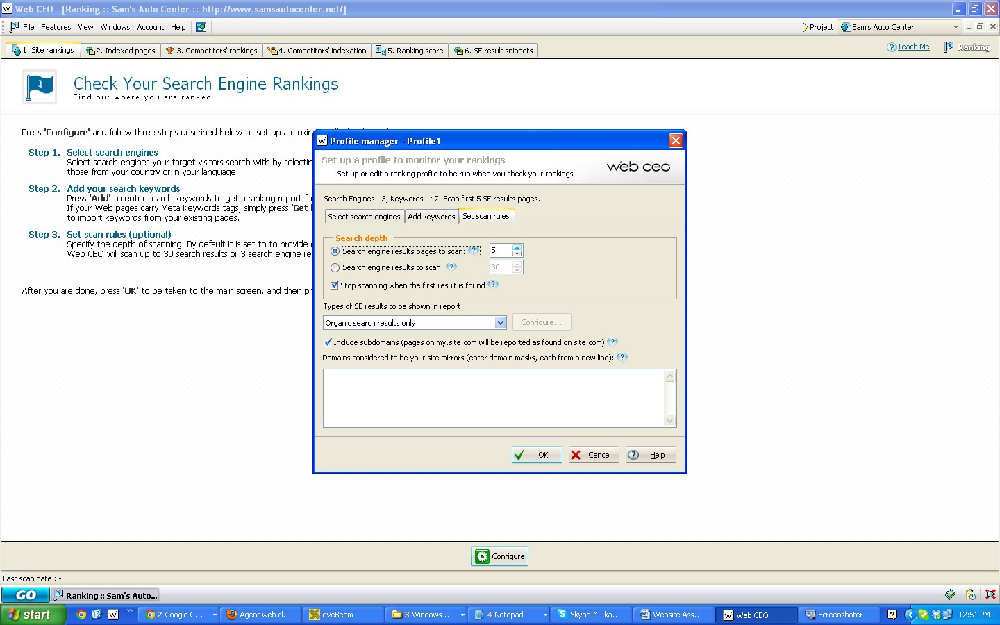 Web CEO - [Ranking :: Sam's Auto Center :: http://www.samsautocenter.net/]
File Features View Windows Account Help
Project Sam's Auto Center
1. Site rankings 2. Indexed pages 3. Competitors' rankings 4. Competitors' indexation 5. Ranking score 6. SE result snippets
Teach Me Ranking
Check Your Search Engine Rankings
Find out where you are ranked
Press 'Configure' and follow three steps described below to set up a rankin
Step 1. Select search engines
Select search engines your target visitors search with by selectin
those from your country or in your language.
Step 2. Add your search keywords
Press 'Add' to enter search keywords to get a ranking report fo
If your Web pages carry Meta Keywords tags, simply press 'Get
to import keywords from your existing pages.
Step 3. Set scan rules (optional)
Specify the depth of scanning. By default it is set to to provide
Web CEO will scan up to 30 search results or 3 search engine re
After you are done, press 'OK' to be taken to the main screen, and then pr
Profile manager - Profile1
Set up a profile to monitor your rankings
Set up or edit a ranking profile to be run when you check your rankings
web ceo
Search Engines - 3, Keywords - 47. Scan first 5 SE results pages.
Select search engines Add keywords Set scan rules
Search depth
Search engine results pages to scan: 5
Search engine results to scan: 30
Stop scanning when the first result is found
Types of SE results to be shown in report:
Organic search results only Configure...
Include subdomains (pages on my.site.com will be reported as found on site.com)
Domains considered to be your site mirrors (enter domain masks, each from a new line):
OK Cancel Help
Configure
Last scan date : -
GO Ranking :: Sam's Auto...
start 2 Google C... Agent web cl... eyeBeam 3 Windows ... 4 Notepad Skype™ - ka... Website Ass... Web CEO Screenshoter 12:51 PM